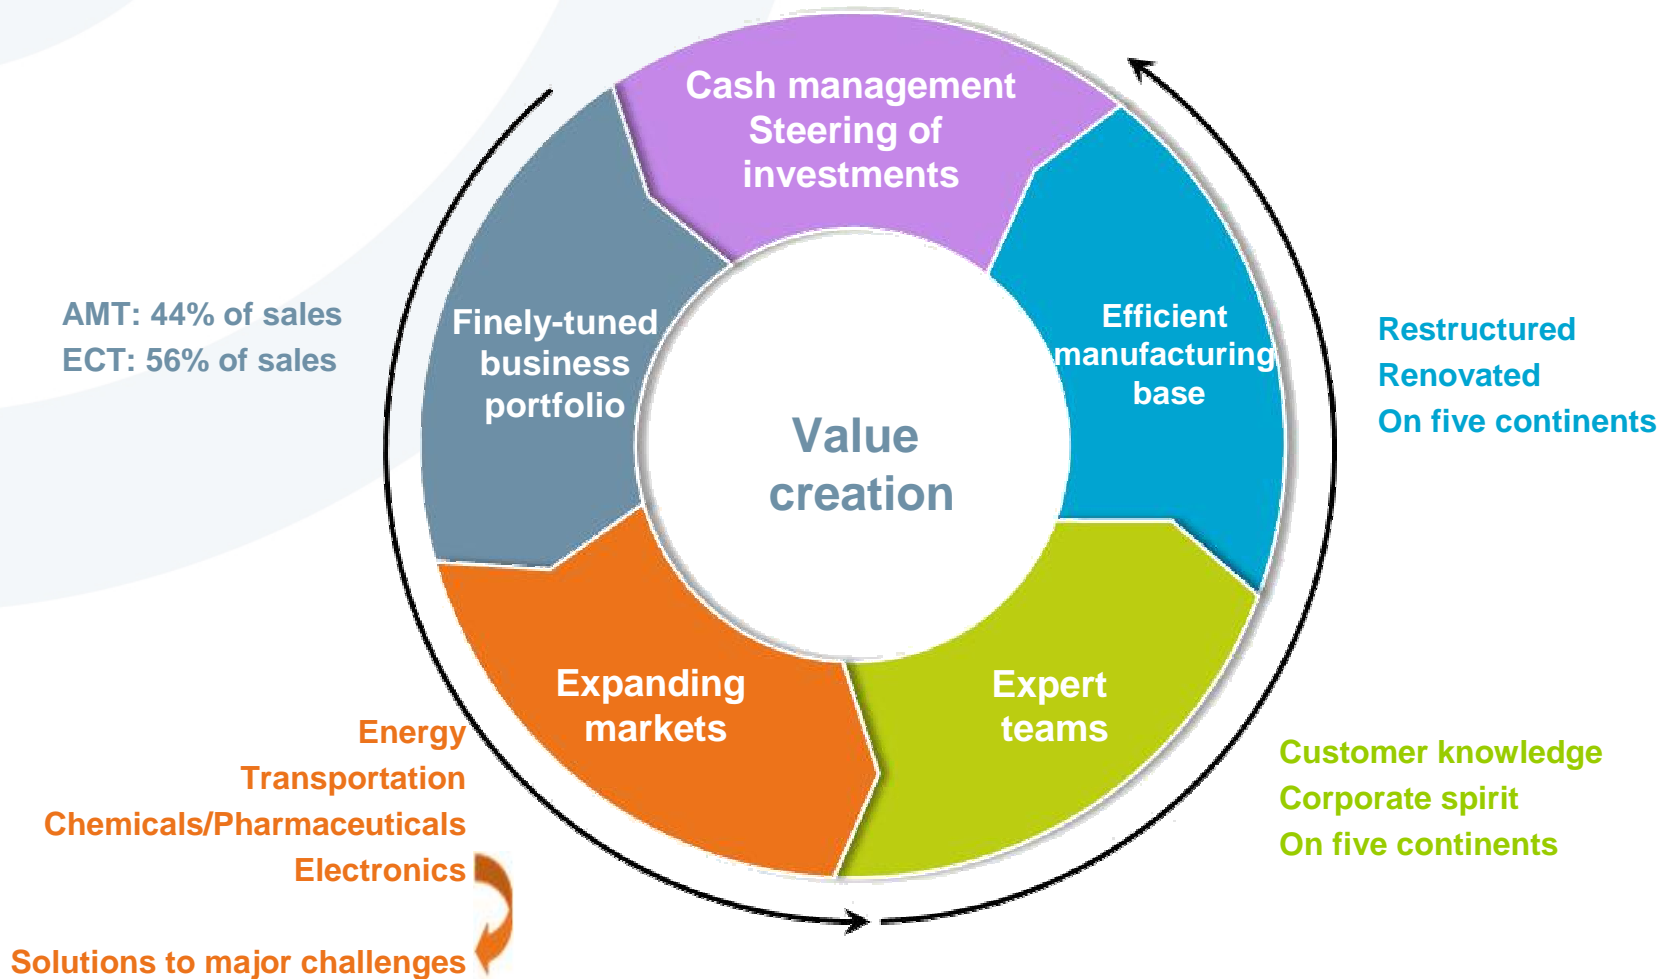 Cash management
Steering of
investments
AMT: 44% of sales
ECT: 56% of sales
Finely-tuned
business
portfolio
Efficient
manufacturing
base
Restructured
Renovated
On five continents
Value
creation
Expanding
markets
Expert
teams
Energy
Transportation
Chemicals/Pharmaceuticals
Electronics
Solutions to major challenges
Customer knowledge
Corporate spirit
On five continents